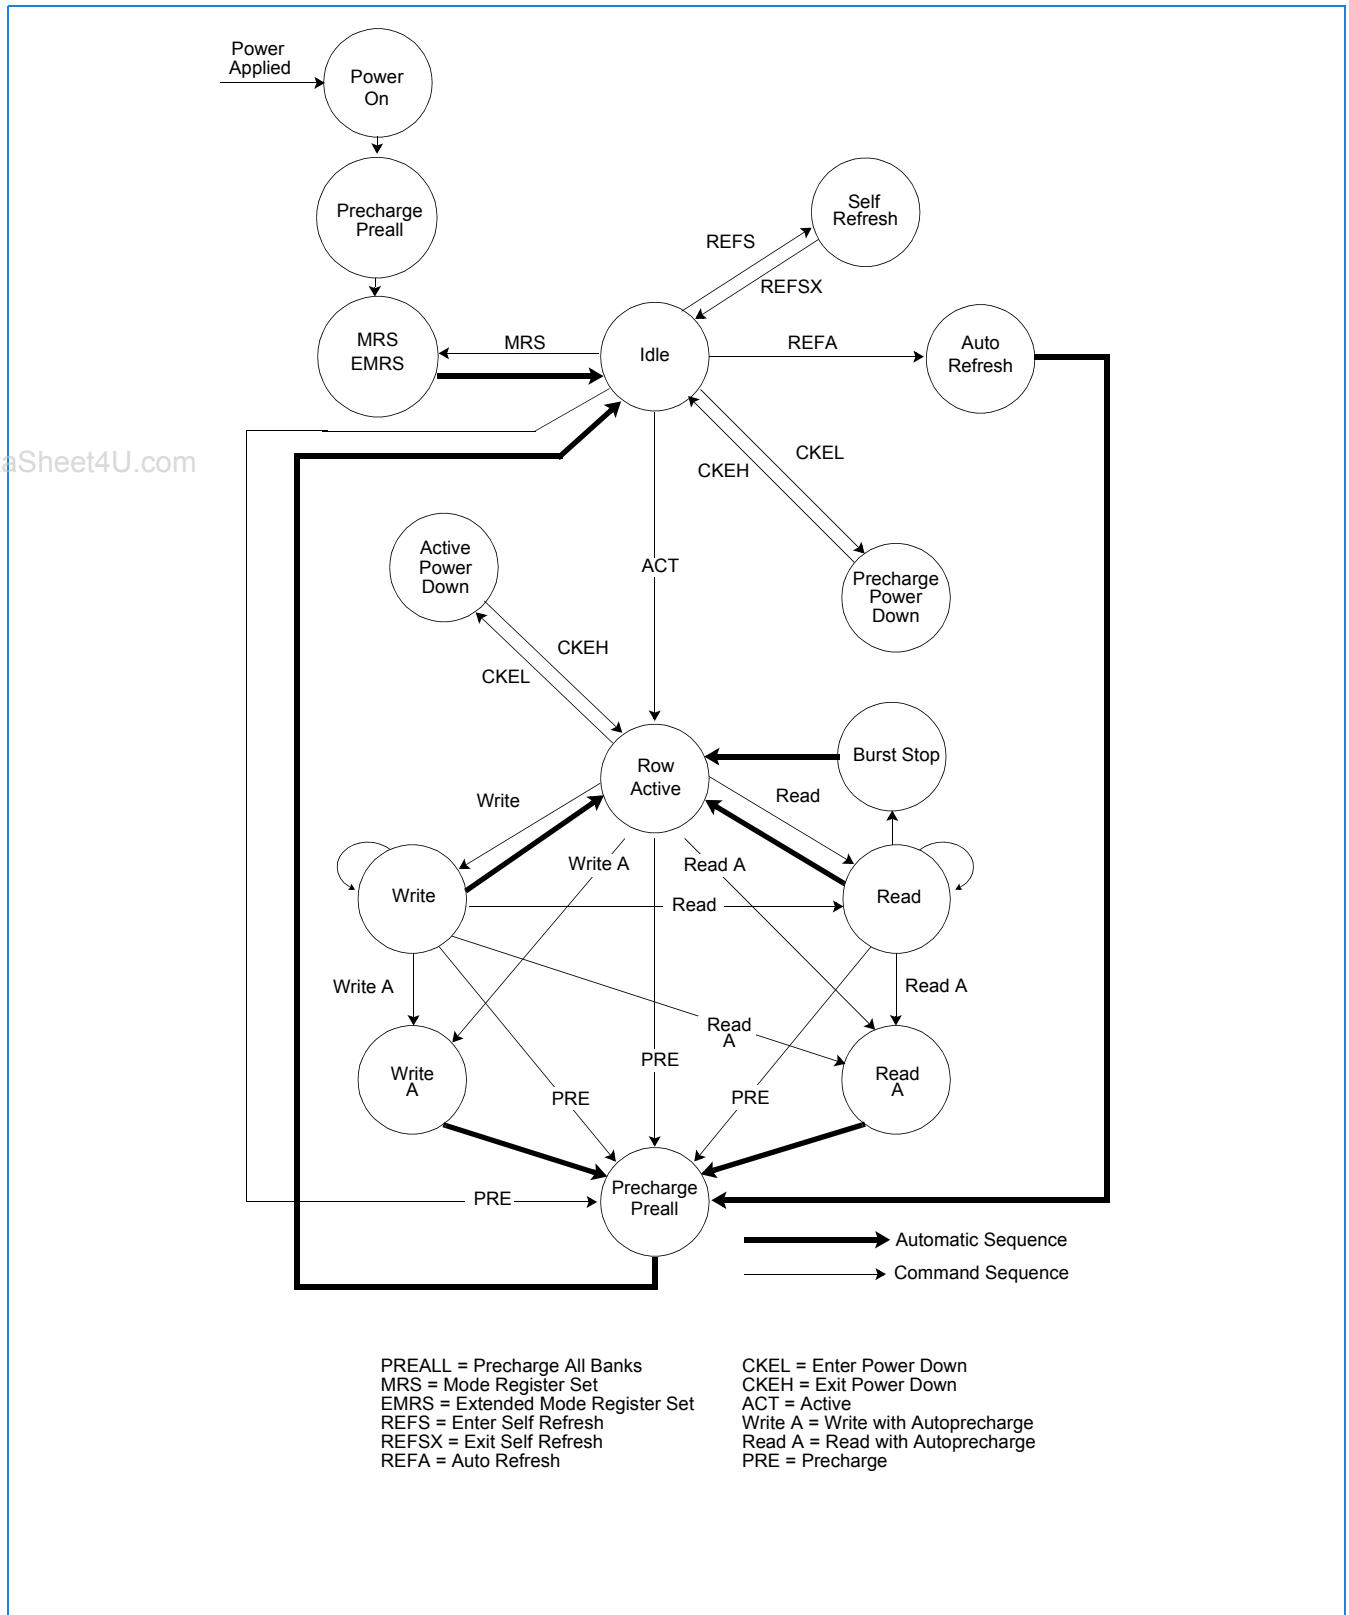 Power
Applied
Power
On
Precharge
Preall
Self
Refresh
REFS
REFSX
MRS
EMRS
MRS
Idle
REFA
Auto
Refresh
aSheet4U.com
CKEL
CKEH
Active
Power
Down
ACT
Precharge
Power
Down
CKEH
CKEL
Row
Active
Burst Stop
Write
Read
Write A
Read A
Write
Read
Read
Write A
Read A
Read
A
Write
A
PRE
Read
A
PRE
PRE
Precharge
Preall
PRE
Automatic Sequence
Command Sequence
PREALL = Precharge All Banks
MRS = Mode Register Set
EMRS = Extended Mode Register Set
REFS = Enter Self Refresh
REFSX = Exit Self Refresh
REFA = Auto Refresh
CKEL = Enter Power Down
CKEH = Exit Power Down
ACT = Active
Write A = Write with Autoprecharge
Read A = Read with Autoprecharge
PRE = Precharge